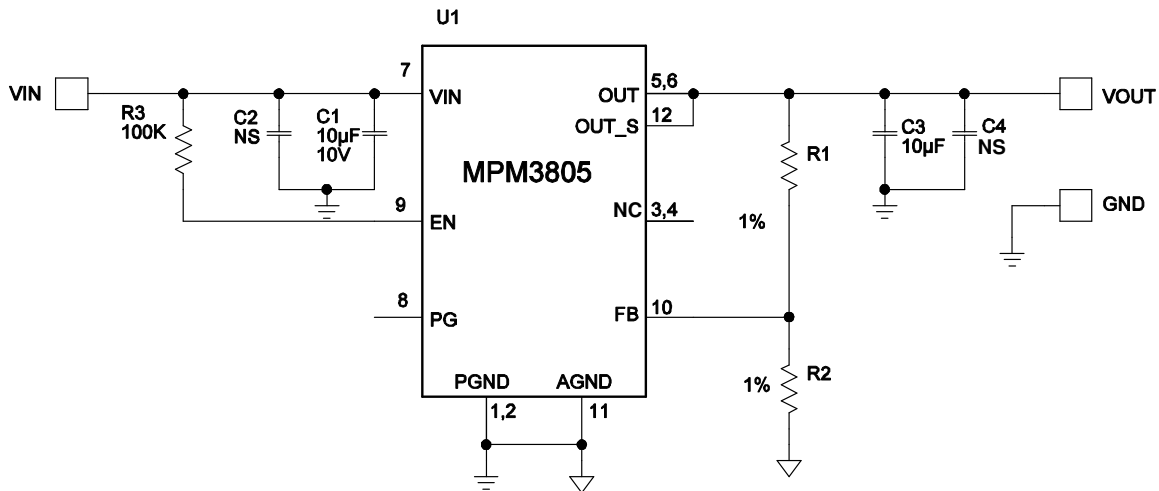 U1
VIN
R3
100K
C2
NS
C1
10µF
10V
7
VIN
9
EN
8
PG
MPM3805
PGND
1,2
AGND
11
OUT
5,6
OUT_S
12
NC
3,4
FB
10
R1
1%
R2
1%
C3
10µF
C4
NS
VOUT
GND